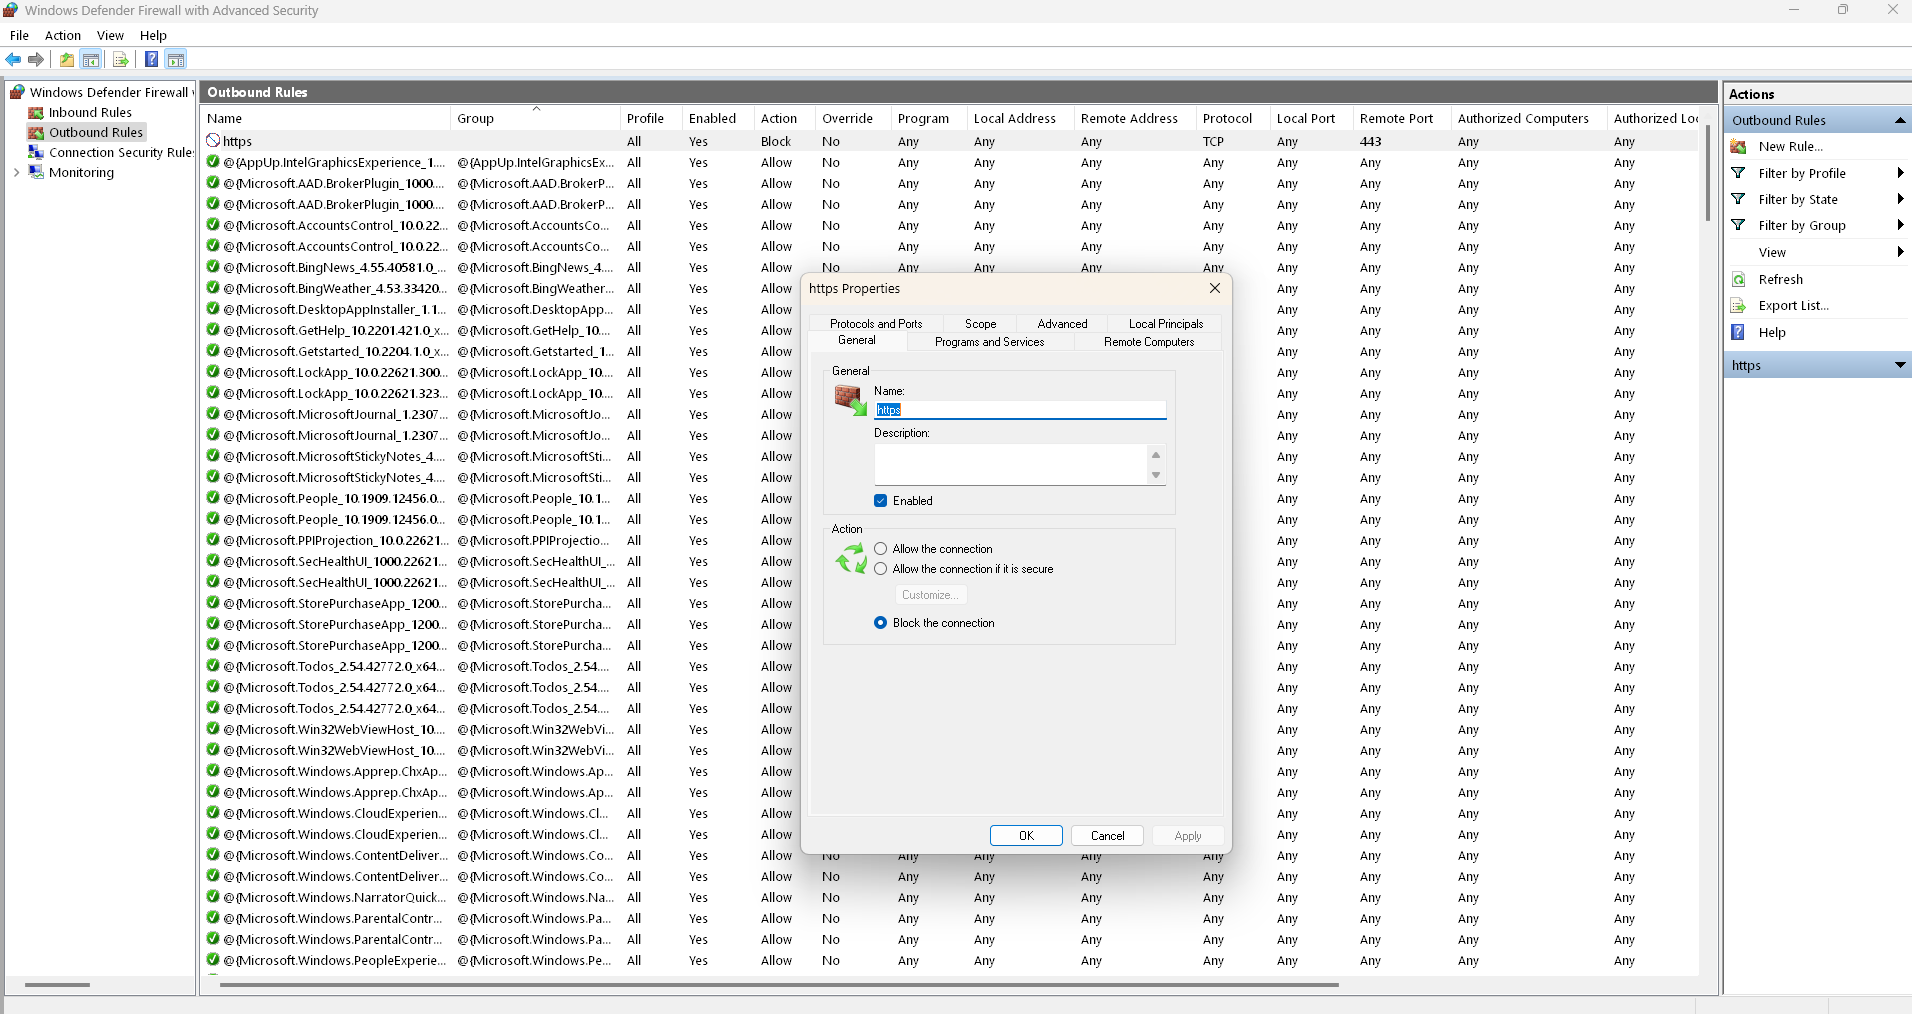 Windows Defender Firewall with Advanced Security
File Action View Help
Windows Defender Firewall
Inbound Rules
Outbound Rules
Connection Security Rules
Monitoring
Outbound Rules
Name Group Profile Enabled Action Override Program Local Address Remote Address Protocol Local Port Remote Port Authorized Computers Authorized Loc
https All Yes Block No Any Any Any TCP Any 443 Any Any
@{AppUp.IntelGraphicsExperience_1.... @{AppUp.IntelGraphicsEx... All Yes Allow No Any Any Any Any Any Any Any Any
@{Microsoft.AAD.BrokerPlugin_1000.... @{Microsoft.AAD.BrokerP... All Yes Allow No Any Any Any Any Any Any Any Any
@{Microsoft.AAD.BrokerPlugin_1000.... @{Microsoft.AAD.BrokerP... All Yes Allow No Any Any Any Any Any Any Any Any
@{Microsoft.AccountsControl_10.0.22... @{Microsoft.AccountsCo... All Yes Allow No Any Any Any Any Any Any Any Any
@{Microsoft.AccountsControl_10.0.22... @{Microsoft.AccountsCo... All Yes Allow No Any Any Any Any Any Any Any Any
@{Microsoft.BingNews_4.55.40581.0_... @{Microsoft.BingNews_4.... All Yes Allow No Any Any Any Any Any Any Any Any
@{Microsoft.BingWeather_4.53.33420... @{Microsoft.BingWeather... All Yes Allow Any Any Any Any
@{Microsoft.DesktopAppInstaller_1.1... @{Microsoft.DesktopApp... All Yes Allow Any Any Any Any
@{Microsoft.GetHelp_10.2201.421.0_x... @{Microsoft.GetHelp_10.... All Yes Allow Any Any Any Any
@{Microsoft.Getstarted_10.2204.1.0_x... @{Microsoft.Getstarted_1... All Yes Allow Any Any Any Any
@{Microsoft.LockApp_10.0.22621.300... @{Microsoft.LockApp_10.... All Yes Allow Any Any Any Any
@{Microsoft.LockApp_10.0.22621.323... @{Microsoft.LockApp_10.... All Yes Allow Any Any Any Any
@{Microsoft.MicrosoftJournal_1.2307... @{Microsoft.MicrosoftJo... All Yes Allow Any Any Any Any
@{Microsoft.MicrosoftJournal_1.2307... @{Microsoft.MicrosoftJo... All Yes Allow Any Any Any Any
@{Microsoft.MicrosoftStickyNotes_4.... @{Microsoft.MicrosoftSti... All Yes Allow Any Any Any Any
@{Microsoft.MicrosoftStickyNotes_4.... @{Microsoft.MicrosoftSti... All Yes Allow Any Any Any Any
@{Microsoft.People_10.1909.12456.0... @{Microsoft.People_10.1... All Yes Allow Any Any Any Any
@{Microsoft.People_10.1909.12456.0... @{Microsoft.People_10.1... All Yes Allow Any Any Any Any
@{Microsoft.PPIProjection_10.0.22621... @{Microsoft.PPIProjectio... All Yes Allow Any Any Any Any
@{Microsoft.SecHealthUI_1000.22621... @{Microsoft.SecHealthUI_... All Yes Allow Any Any Any Any
@{Microsoft.SecHealthUI_1000.22621... @{Microsoft.SecHealthUI_... All Yes Allow Any Any Any Any
@{Microsoft.StorePurchaseApp_1200... @{Microsoft.StorePurcha... All Yes Allow Any Any Any Any
@{Microsoft.StorePurchaseApp_1200... @{Microsoft.StorePurcha... All Yes Allow Any Any Any Any
@{Microsoft.StorePurchaseApp_1200... @{Microsoft.StorePurcha... All Yes Allow Any Any Any Any
@{Microsoft.Todos_2.54.42772.0_x64... @{Microsoft.Todos_2.54.... All Yes Allow Any Any Any Any
@{Microsoft.Todos_2.54.42772.0_x64... @{Microsoft.Todos_2.54.... All Yes Allow Any Any Any Any
@{Microsoft.Todos_2.54.42772.0_x64... @{Microsoft.Todos_2.54.... All Yes Allow Any Any Any Any
@{Microsoft.Win32WebViewHost_10.... @{Microsoft.Win32WebVi... All Yes Allow Any Any Any Any
@{Microsoft.Win32WebViewHost_10.... @{Microsoft.Win32WebVi... All Yes Allow Any Any Any Any
@{Microsoft.Windows.Apprep.ChxAp... @{Microsoft.Windows.Ap... All Yes Allow Any Any Any Any
@{Microsoft.Windows.Apprep.ChxAp... @{Microsoft.Windows.Ap... All Yes Allow Any Any Any Any
@{Microsoft.Windows.CloudExperien... @{Microsoft.Windows.Cl... All Yes Allow Any Any Any Any
@{Microsoft.Windows.CloudExperien... @{Microsoft.Windows.Cl... All Yes Allow Any Any Any Any
@{Microsoft.Windows.ContentDeliver... @{Microsoft.Windows.Co... All Yes Allow No Any Any Any Any Any Any Any Any
@{Microsoft.Windows.ContentDeliver... @{Microsoft.Windows.Co... All Yes Allow No Any Any Any Any Any Any Any Any
@{Microsoft.Windows.NarratorQuick... @{Microsoft.Windows.Na... All Yes Allow No Any Any Any Any Any Any Any Any
@{Microsoft.Windows.ParentalContr... @{Microsoft.Windows.Pa... All Yes Allow No Any Any Any Any Any Any Any Any
@{Microsoft.Windows.ParentalContr... @{Microsoft.Windows.Pa... All Yes Allow No Any Any Any Any Any Any Any Any
@{Microsoft.Windows.PeopleExperie... @{Microsoft.Windows.Pe... All Yes Allow No Any Any Any Any Any Any Any Any
https Properties
Protocols and Ports Scope Advanced Local Principals
General Programs and Services Remote Computers
General
Name:
https
Description:
Enabled
Action
Allow the connection
Allow the connection if it is secure
Customize...
Block the connection
OK Cancel Apply
Actions
Outbound Rules
New Rule...
Filter by Profile
Filter by State
Filter by Group
View
Refresh
Export List...
Help
https